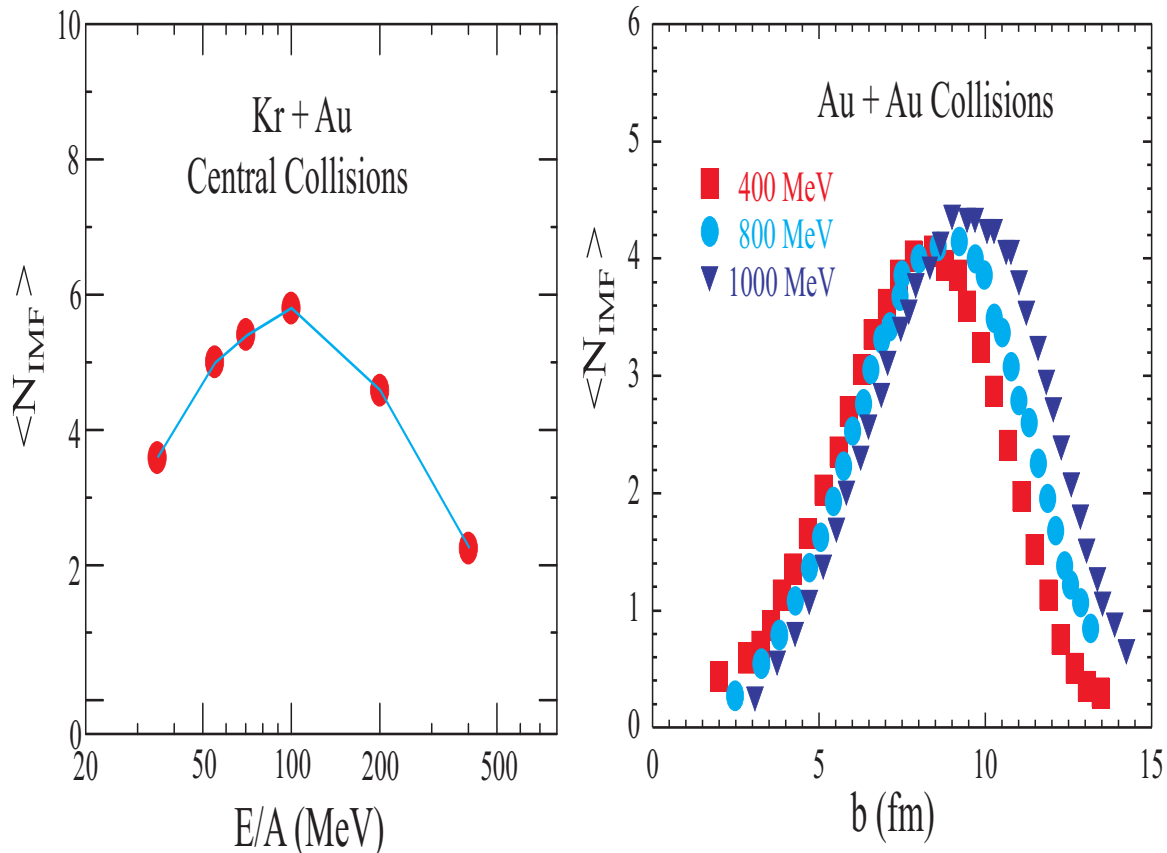 10
8
6
4
2
0
<N_IMF>
Kr + Au
Central Collisions
20 50 100 200 500
E/A (MeV)
6
5
4
3
2
1
0
<N_IMF>
Au + Au Collisions
400 MeV
800 MeV
1000 MeV
0 5 10 15
b (fm)